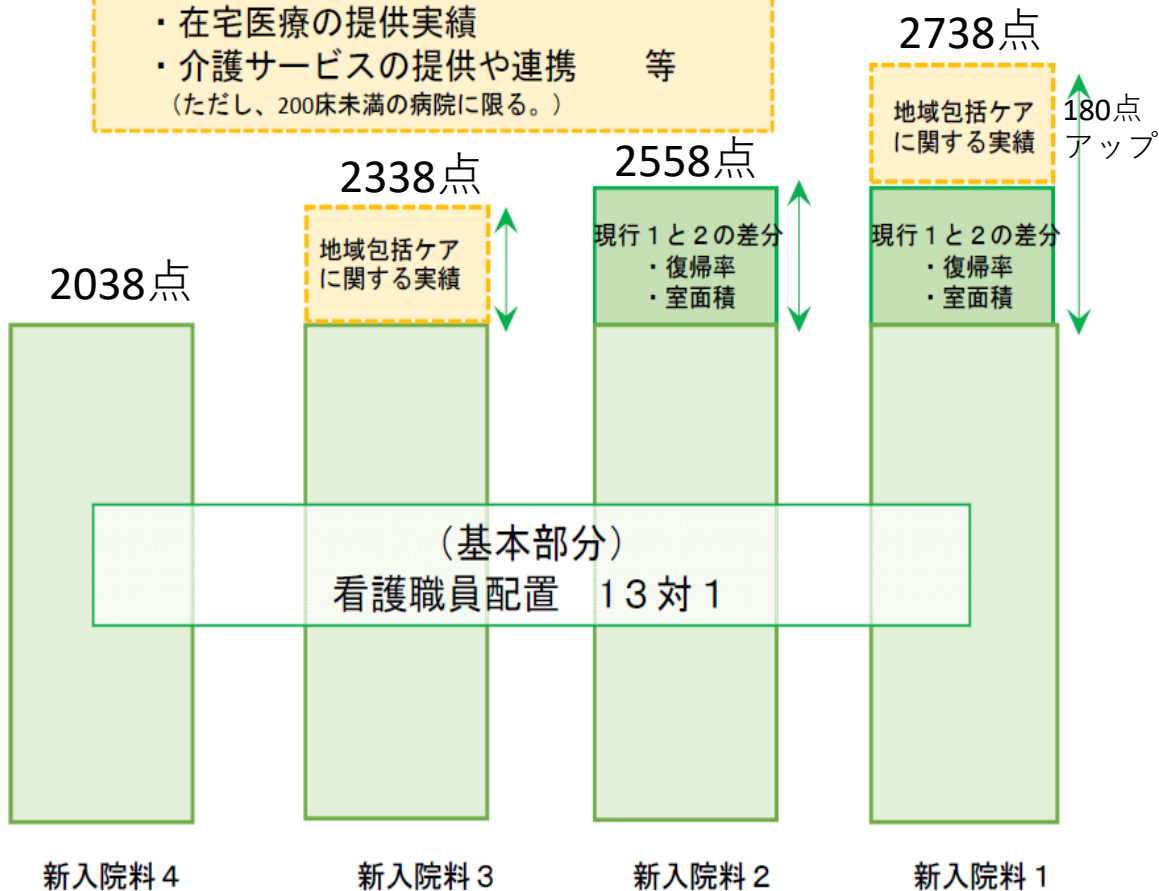 ・在宅医療の提供実績
・介護サービスの提供や連携　　等
（ただし、200床未満の病院に限る。）
2738点
地域包括ケア
に関する実績
180点
アップ
2558点
2338点
現行１と２の差分
・復帰率
・室面積
現行１と２の差分
・復帰率
・室面積
地域包括ケア
に関する実績
2038点
（基本部分）
看護職員配置　１３対１
新入院料４
新入院料３
新入院料２
新入院料１